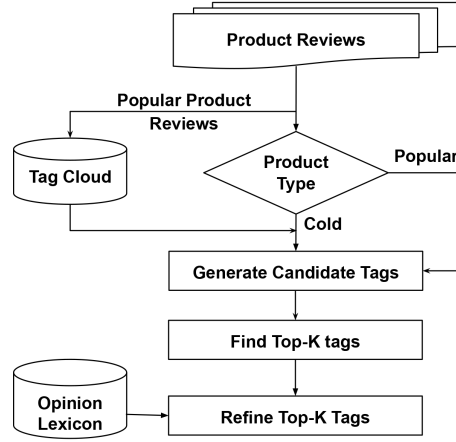 Product Reviews
Popular Product
Reviews
Tag Cloud
Product
Type
Popular
Cold
Generate Candidate Tags
Find Top-K tags
Opinion
Lexicon
Refine Top-K Tags